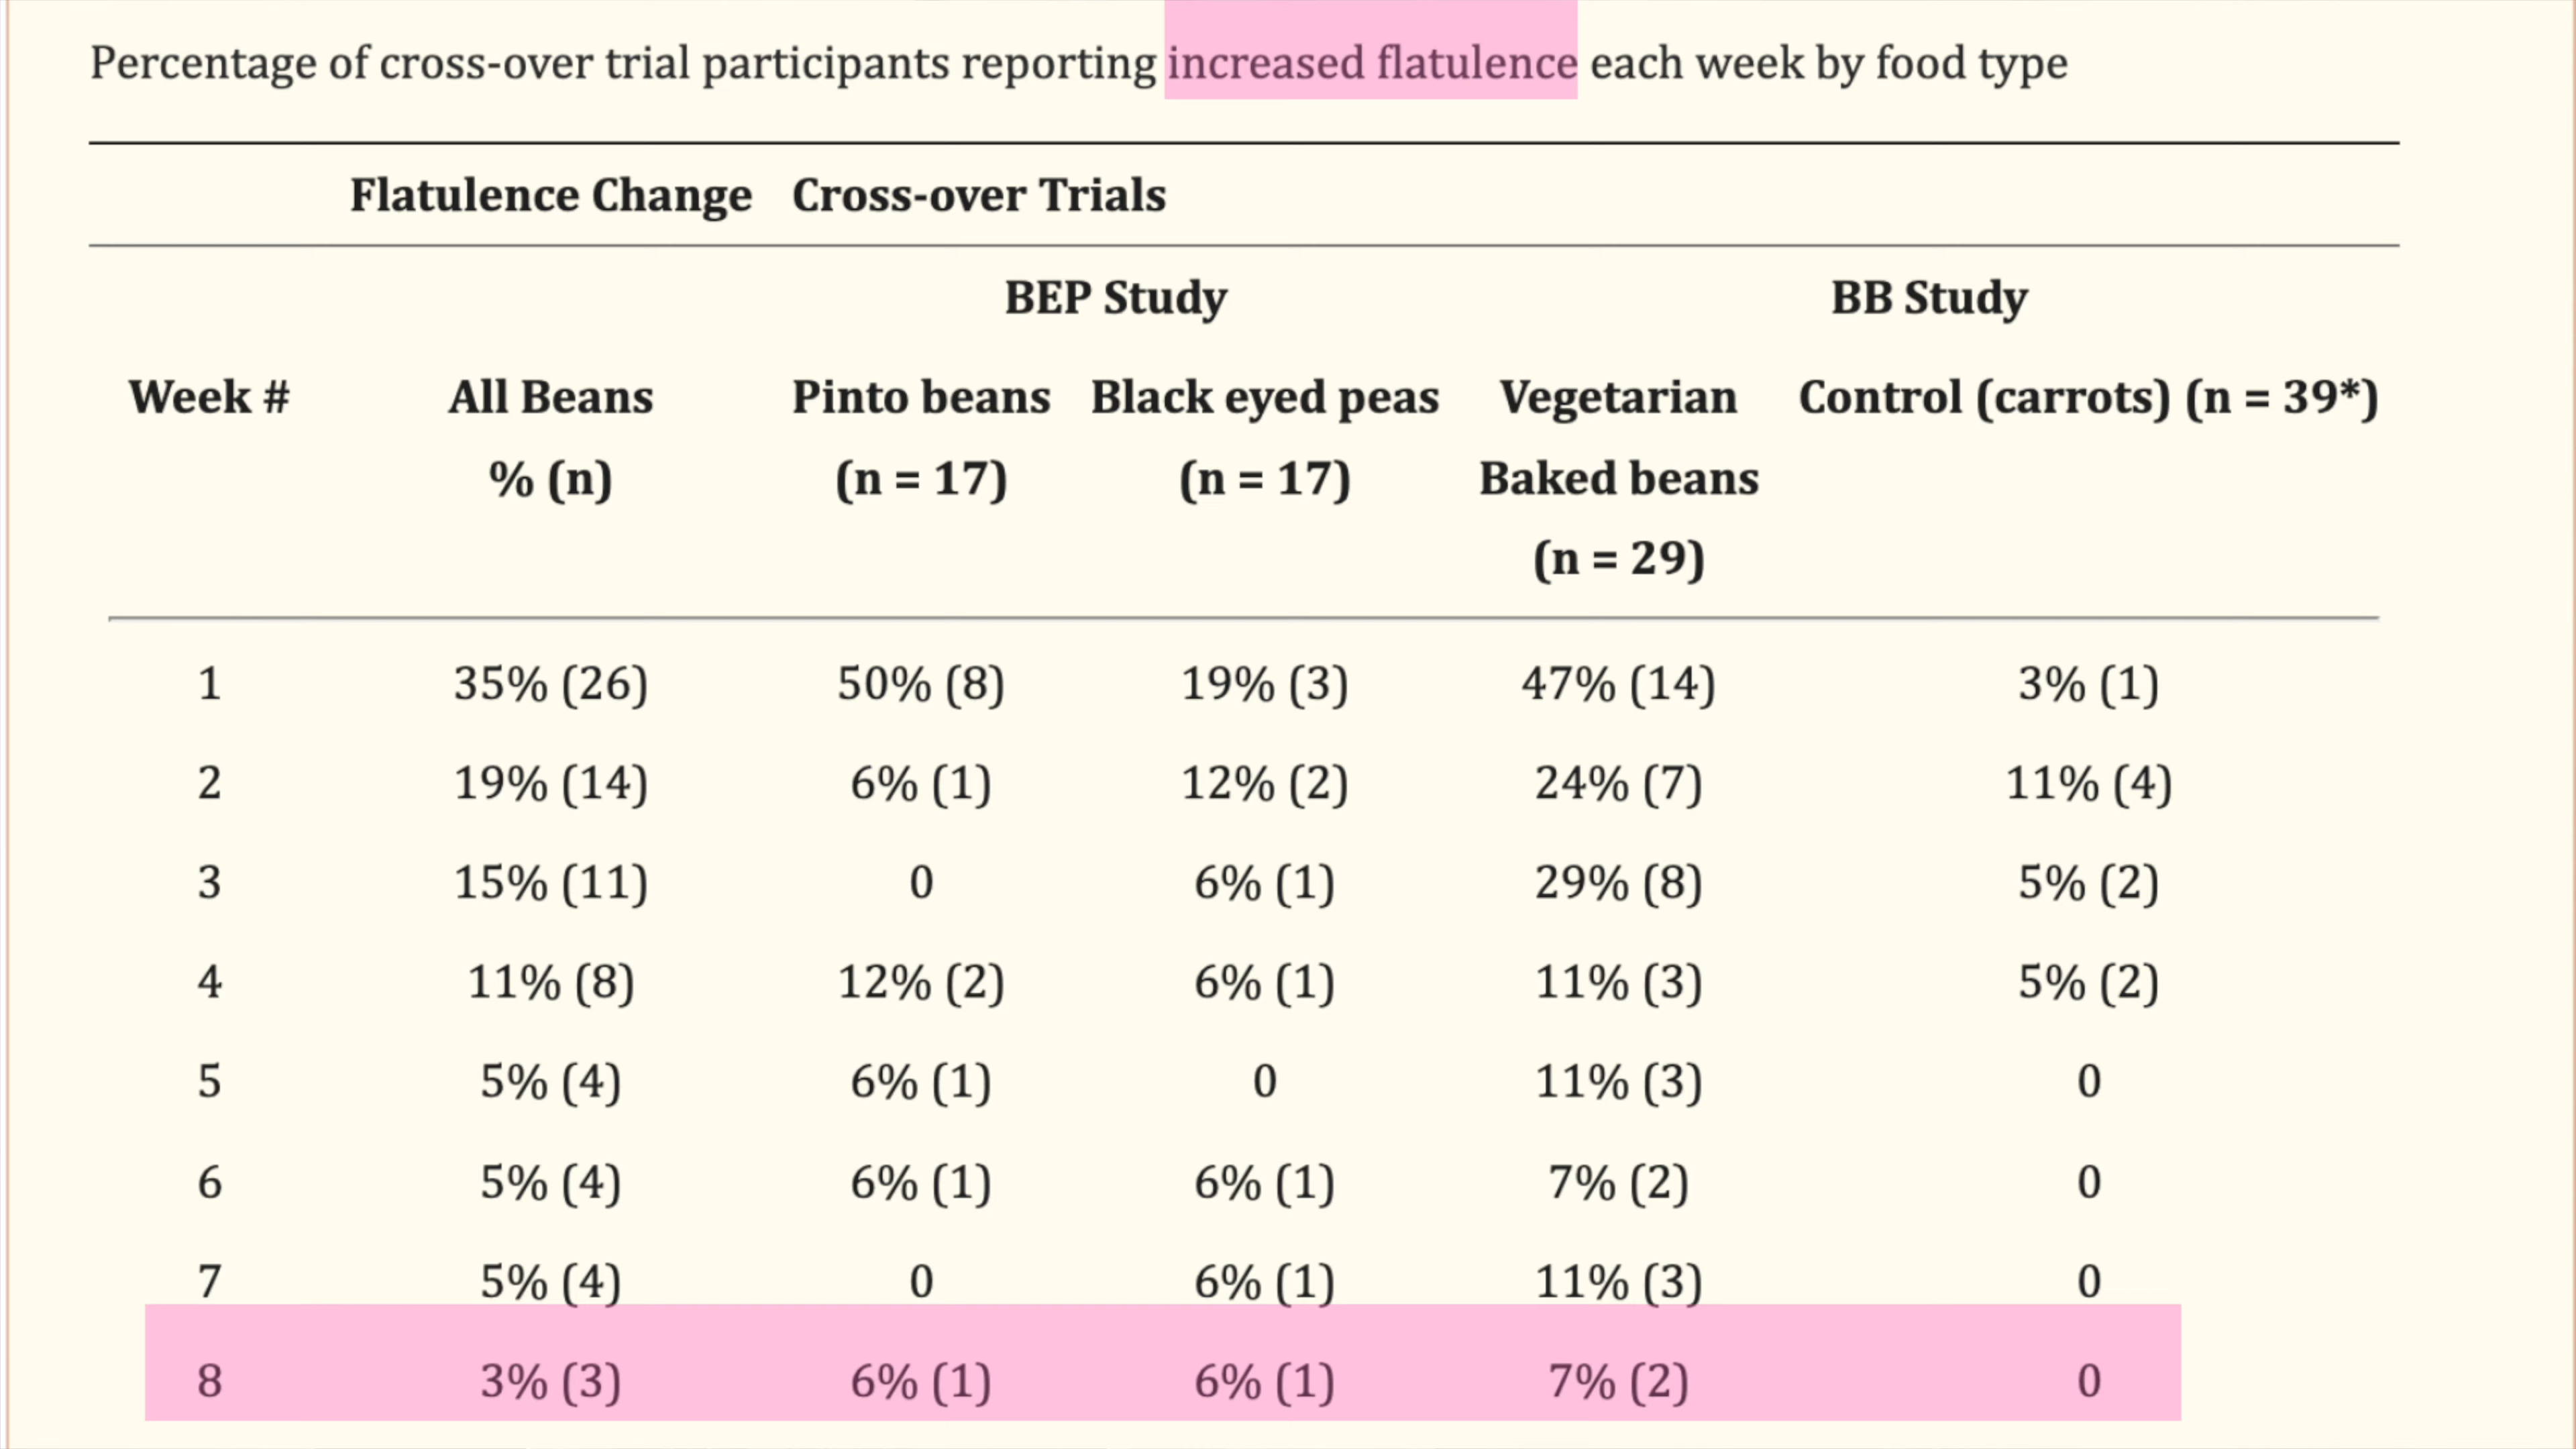 Percentage of cross-over trial participants reporting increased flatulence each week by food type
Flatulence Change Cross-over Trials
BEP Study BB Study
Week # All Beans Pinto beans Black eyed peas Vegetarian Control (carrots) (n = 39*)
% (n) (n = 17) (n = 17) Baked beans
(n = 29)
1 35% (26) 50% (8) 19% (3) 47% (14) 3% (1)
2 19% (14) 6% (1) 12% (2) 24% (7) 11% (4)
3 15% (11) 0 6% (1) 29% (8) 5% (2)
4 11% (8) 12% (2) 6% (1) 11% (3) 5% (2)
5 5% (4) 6% (1) 0 11% (3) 0
6 5% (4) 6% (1) 6% (1) 7% (2) 0
7 5% (4) 0 6% (1) 11% (3) 0
8 3% (3) 6% (1) 6% (1) 7% (2) 0